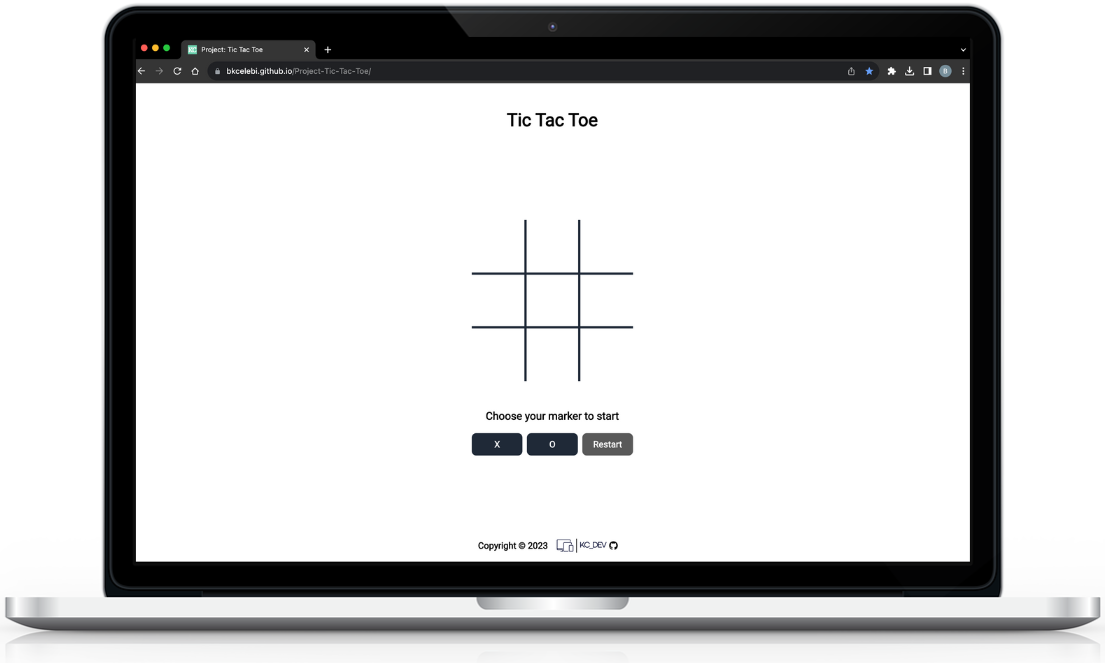 Project: Tic Tac Toe
bkcelebi.github.io/Project-Tic-Tac-Toe/
B
Tic Tac Toe
Choose your marker to start
X O Restart
Copyright © 2023 KC_DEV